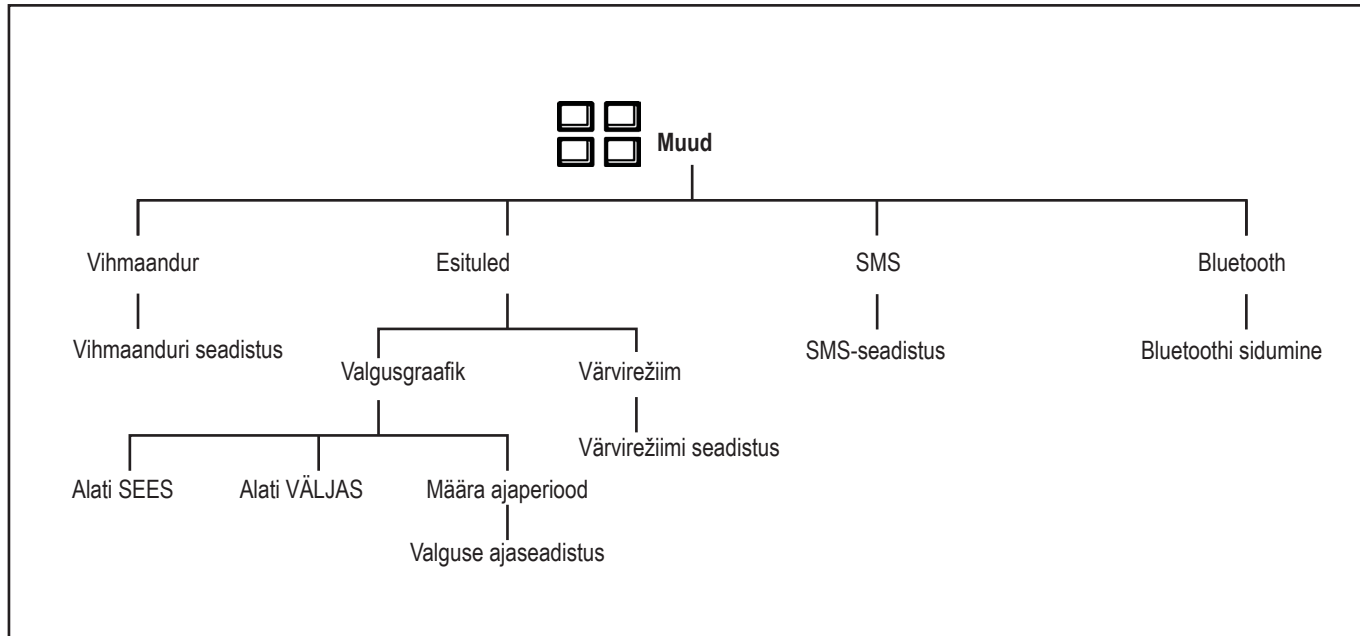 Muud
Vihmaandur
Esituled
SMS
Bluetooth
Vihmaanduri seadistus
Valgusgraafik
Värvirežiim
SMS-seadistus
Bluetoothi sidumine
Värvirežiimi seadistus
Alati SEES
Alati VÄLJAS
Määra ajaperiood
Valguse ajaseadistus